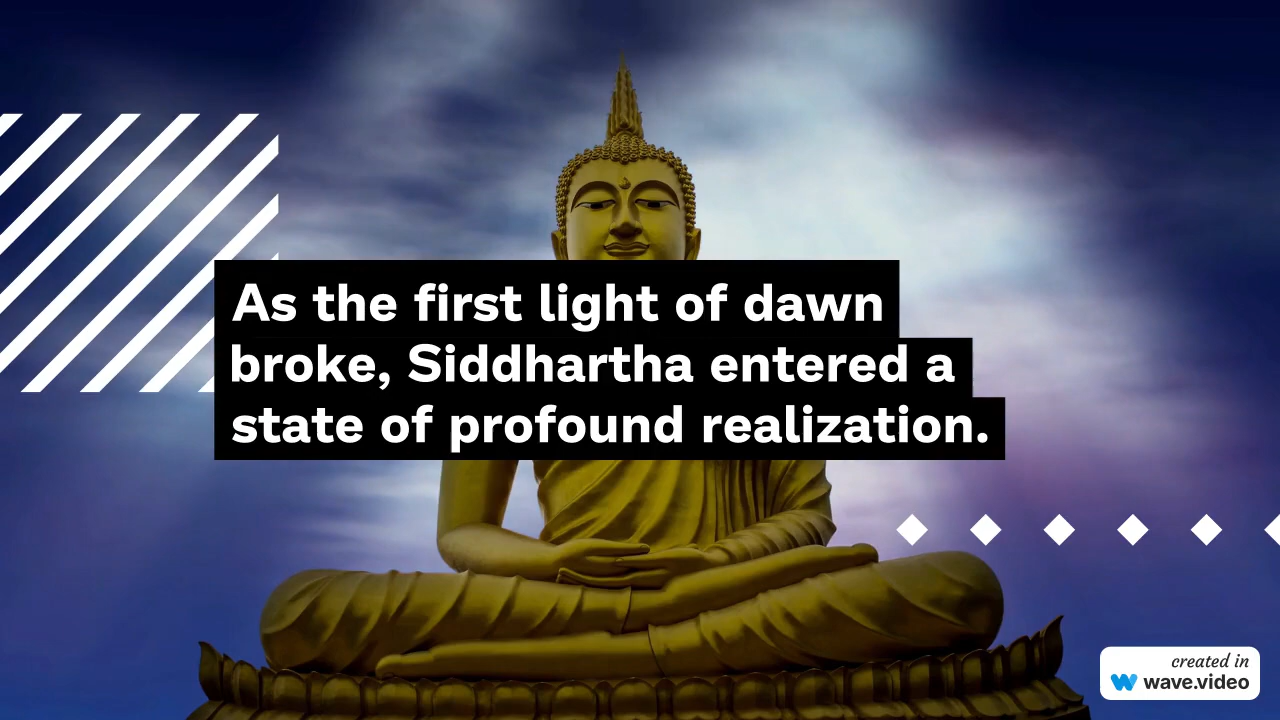 As the first light of dawn
broke, Siddhartha entered a
state of profound realization.
created in
wave.video